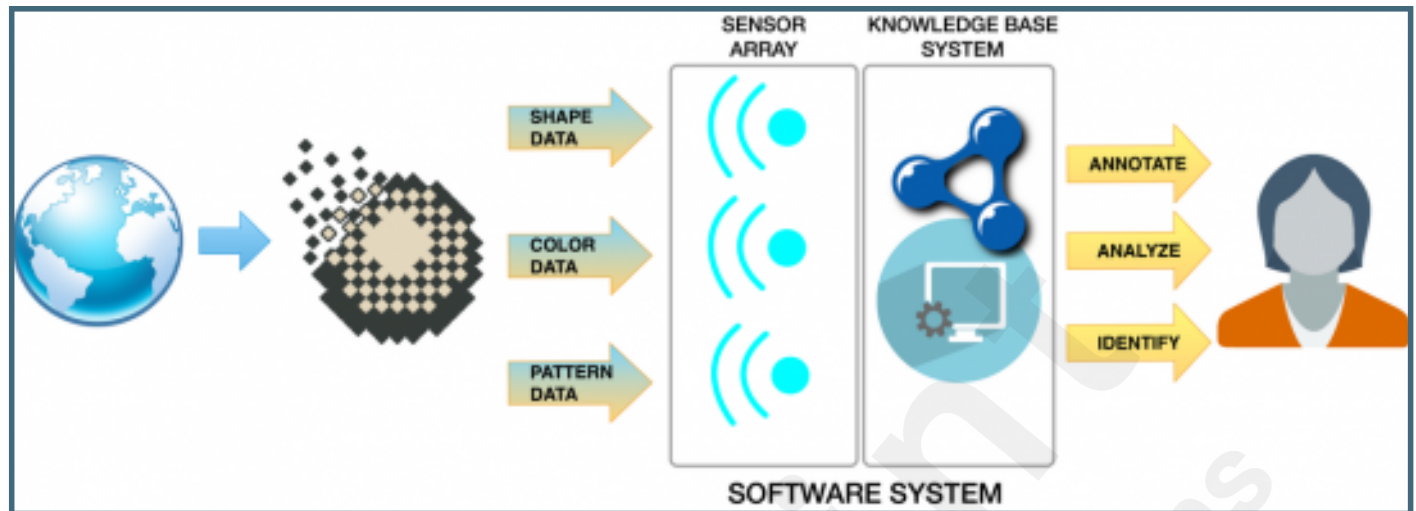 SENSOR
ARRAY
KNOWLEDGE BASE
SYSTEM
SHAPE
DATA
COLOR
DATA
PATTERN
DATA
ANNOTATE
ANALYZE
IDENTIFY
SOFTWARE SYSTEM